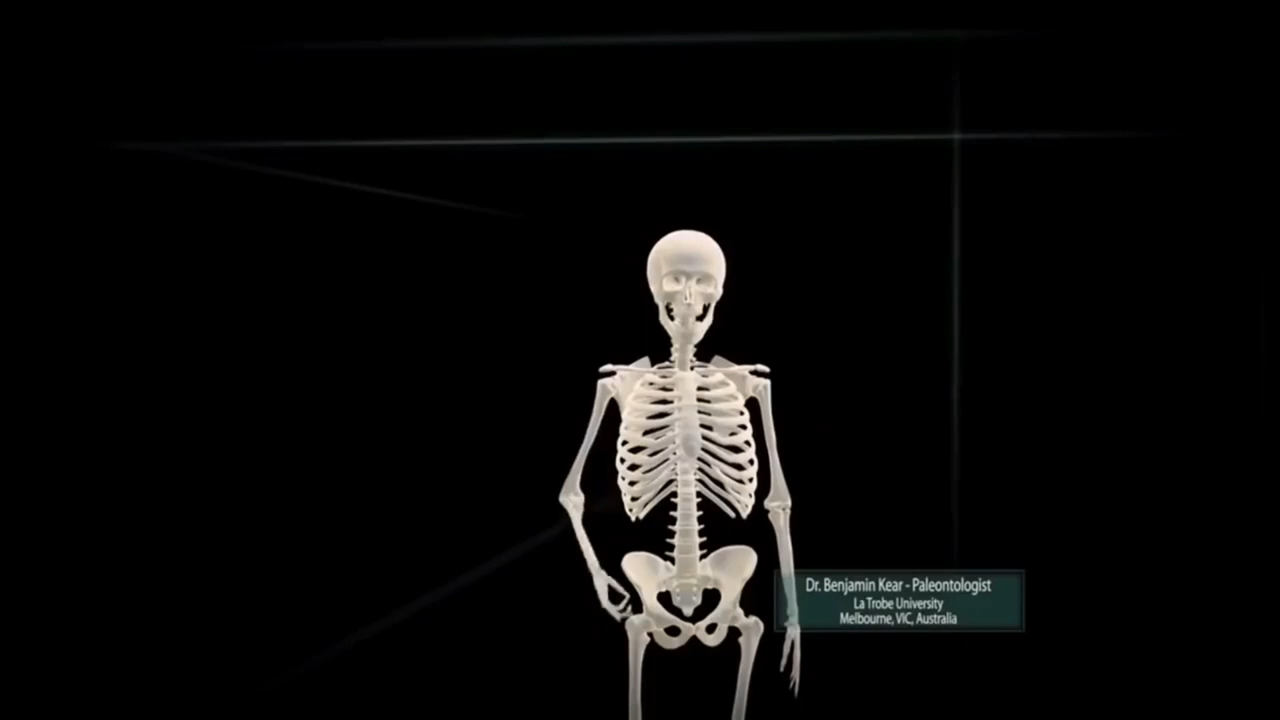 Dr. Benjamin Kear - Paleontologist
La Trobe University
Melbourne, VIC, Australia